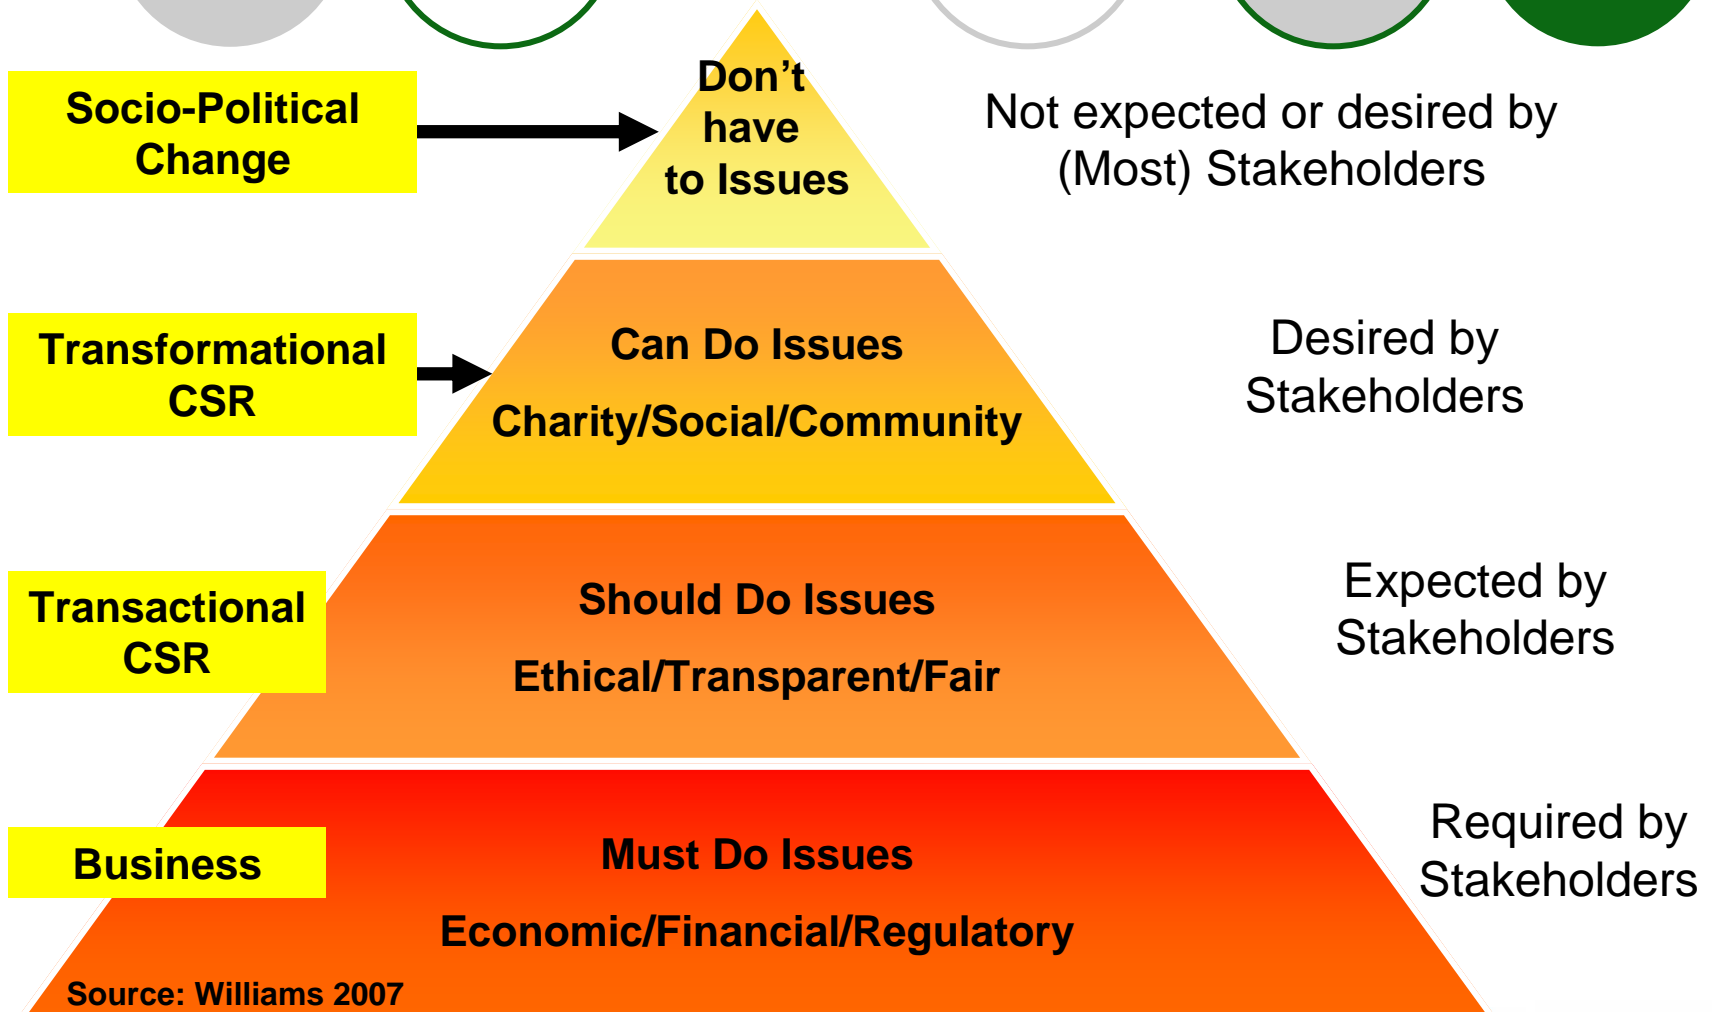 Socio-Political
Change
Don’t
have
to Issues
Not expected or desired by
(Most) Stakeholders
Transformational
CSR
Can Do Issues
Charity/Social/Community
Desired by
Stakeholders
Transactional
CSR
Should Do Issues
Ethical/Transparent/Fair
Expected by
Stakeholders
Business
Must Do Issues
Economic/Financial/Regulatory
Required by
Stakeholders
Source: Williams 2007